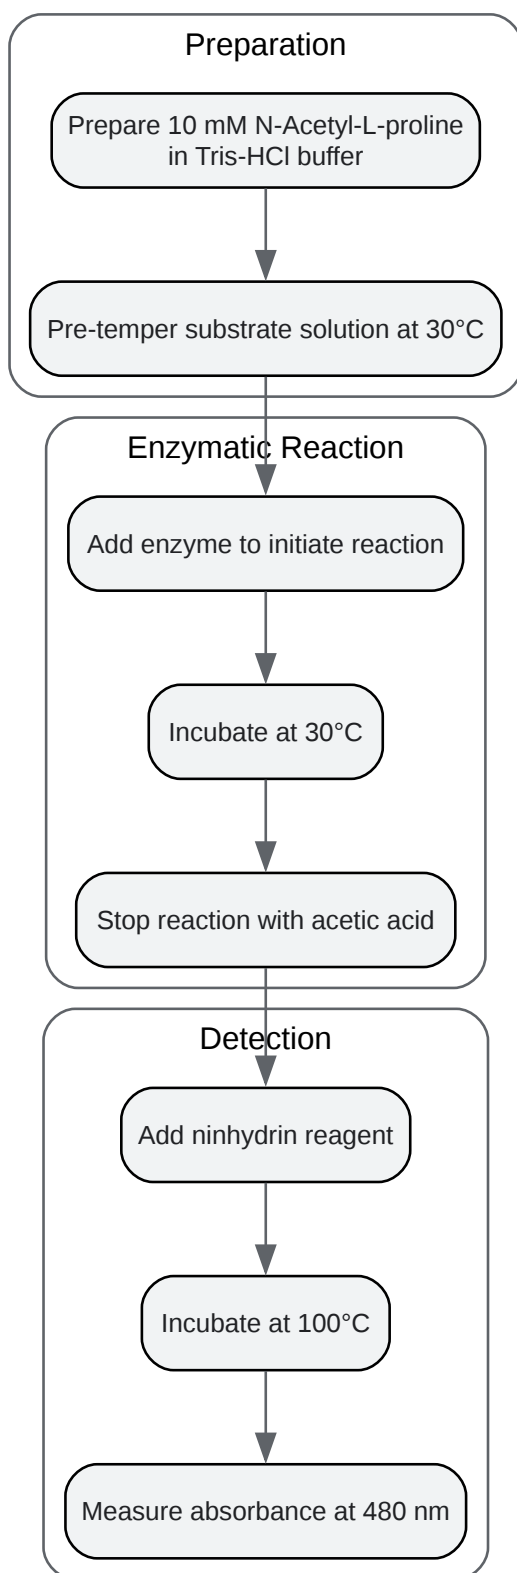 Preparation
Prepare 10 mM N-Acetyl-L-proline
in Tris-HCl buffer
Pre-temper substrate solution at 30°C
Enzymatic Reaction
Add enzyme to initiate reaction
Incubate at 30°C
Stop reaction with acetic acid
Detection
Add ninhydrin reagent
Incubate at 100°C
Measure absorbance at 480 nm